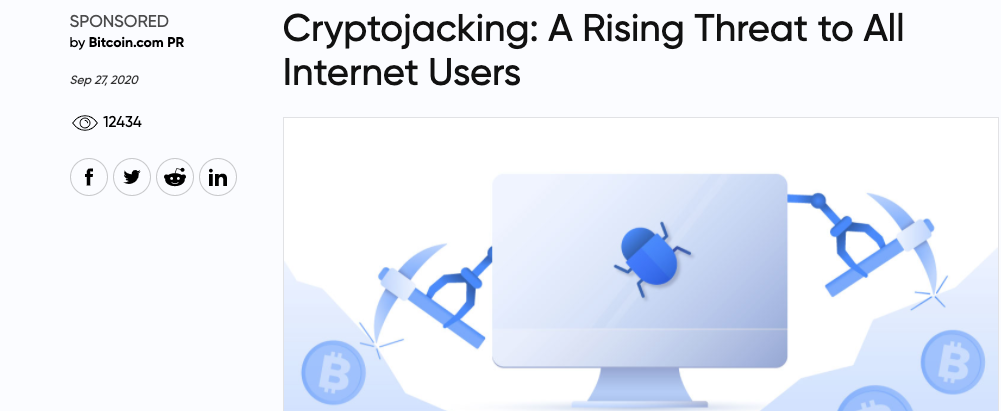 SPONSORED
by Bitcoin.com PR
Sep 27, 2020
12434
Cryptojacking: A Rising Threat to All
Internet Users